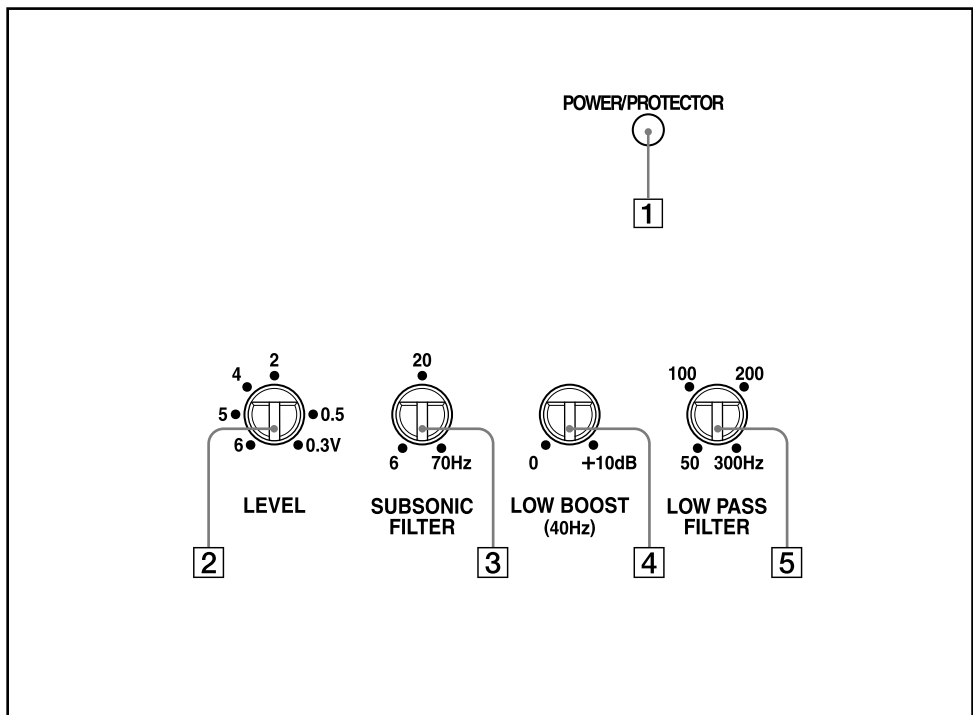 POWER/PROTECTOR
1
2
4
5
0.5
6
0.3V
LEVEL
2
20
6 70Hz
SUBSONIC
FILTER
3
0 +10dB
LOW BOOST
(40Hz)
4
100 200
50 300Hz
LOW PASS
FILTER
5